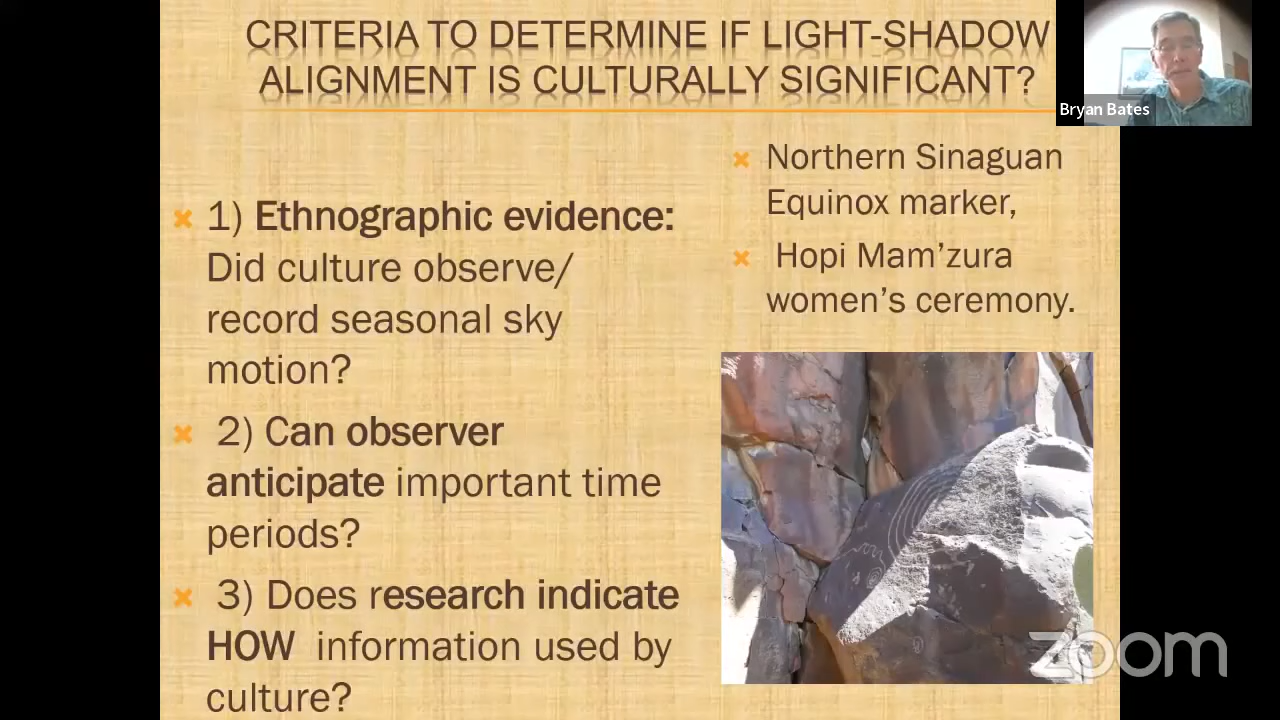 CRITERIA TO DETERMINE IF LIGHT-SHADOW
ALIGNMENT IS CULTURALLY SIGNIFICANT?
Bryan Bates
1) Ethnographic evidence:
Did culture observe/
record seasonal sky
motion?
2) Can observer
anticipate important time
periods?
3) Does research indicate
HOW information used by
culture?
Northern Sinaguan
Equinox marker,
Hopi Mam’zura
women’s ceremony.
zoom